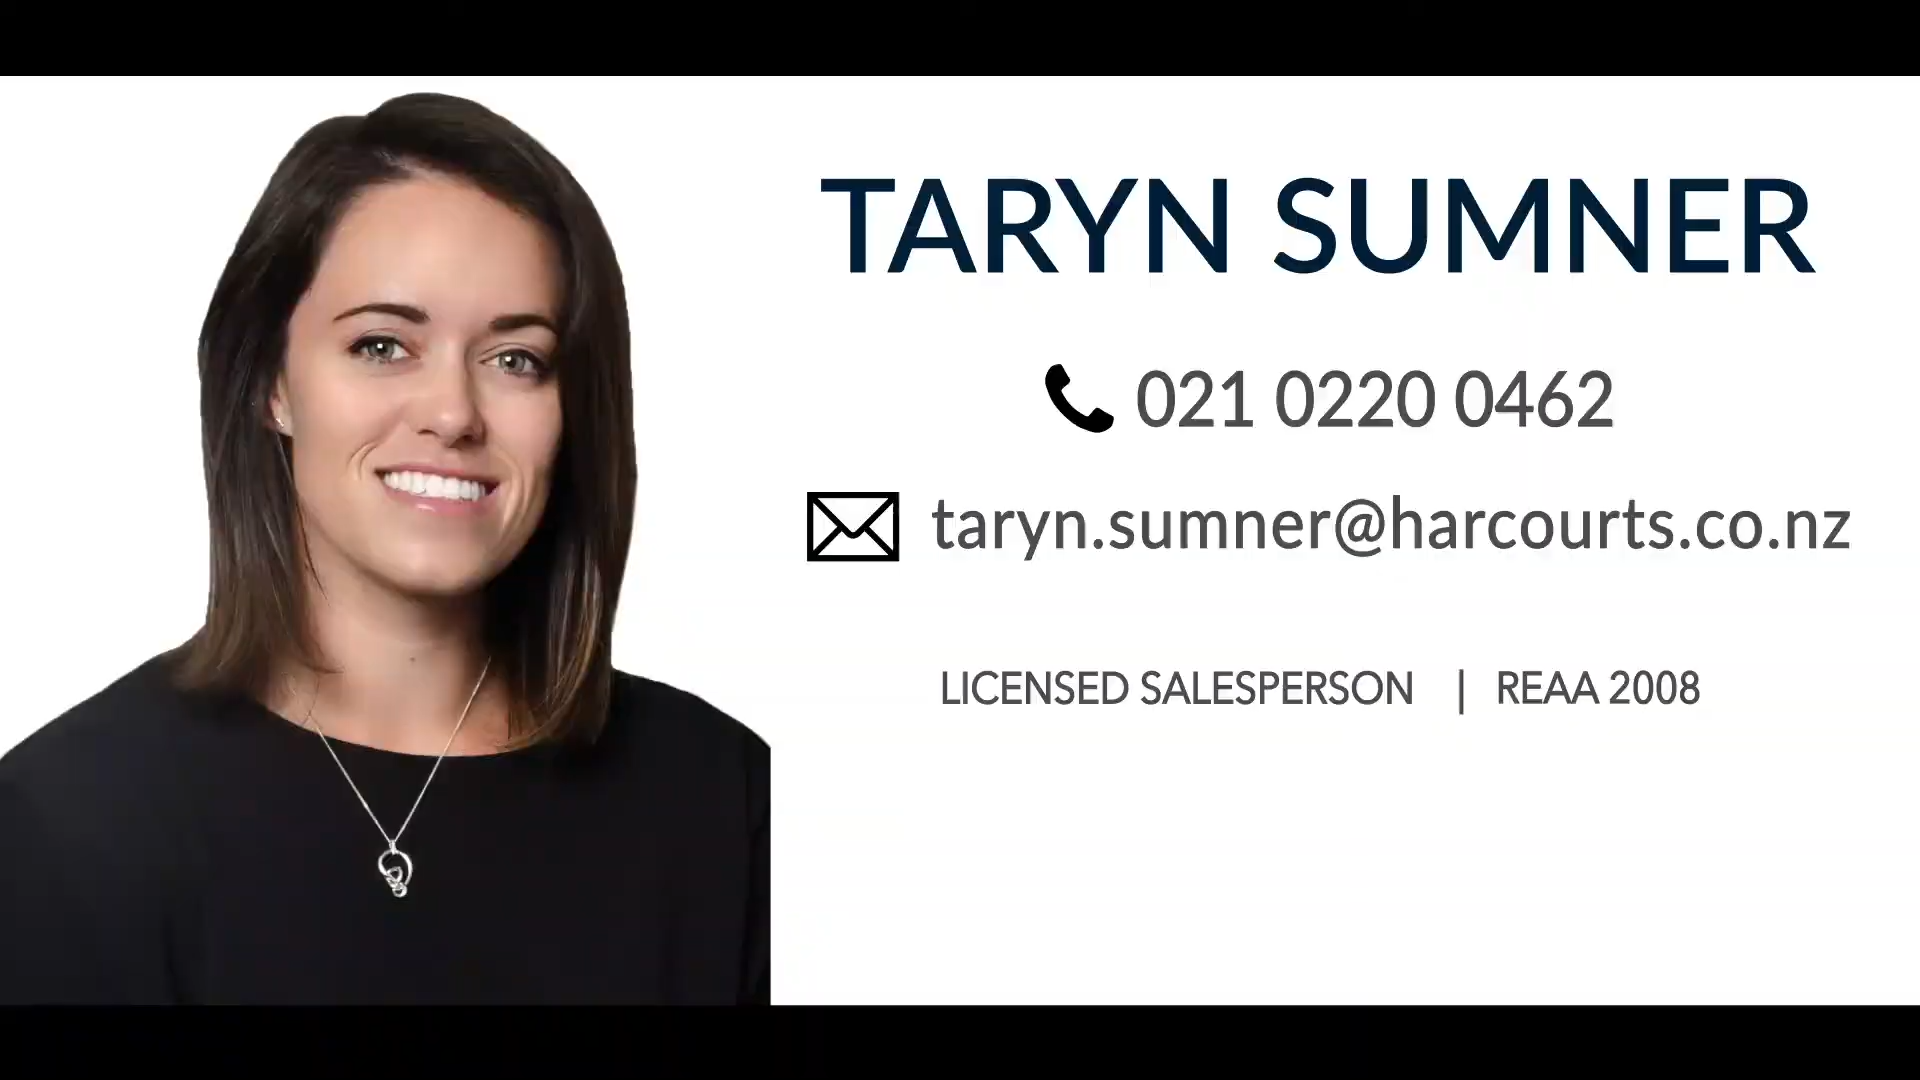 TARYN SUMNER
021 0220 0462
taryn.sumner@harcourts.co.nz
LICENSED SALESPERSON | REAA 2008